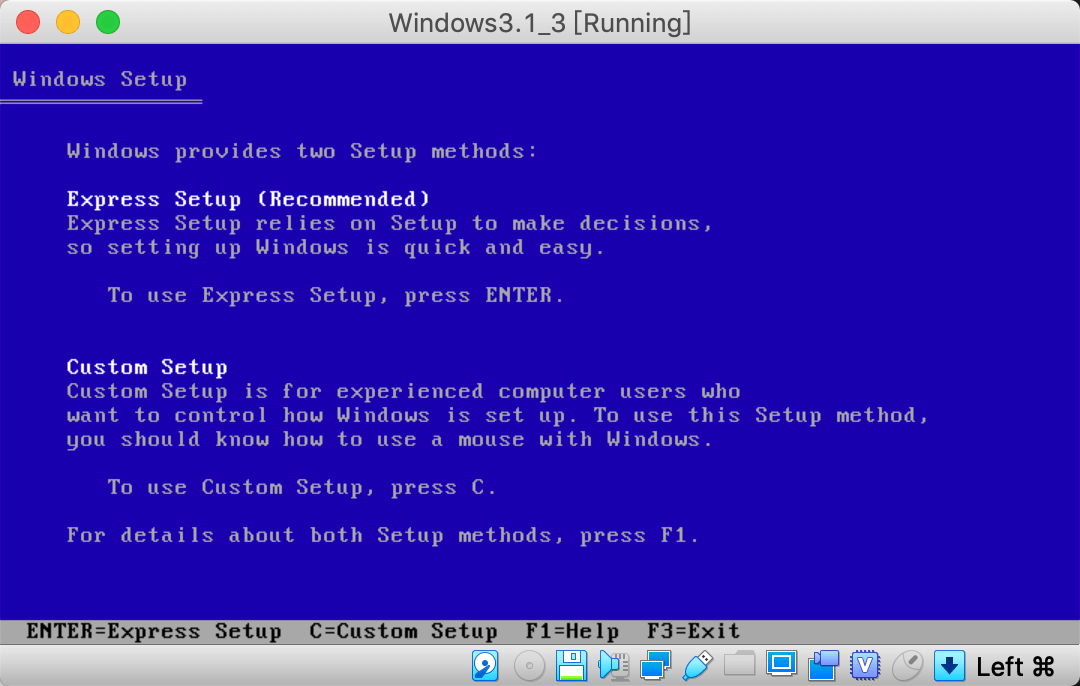 Windows3.1_3 [Running]
Windows Setup
Windows provides two Setup methods:
Express Setup (Recommended)
Express Setup relies on Setup to make decisions,
so setting up Windows is quick and easy.
To use Express Setup, press ENTER.
Custom Setup
Custom Setup is for experienced computer users who
want to control how Windows is set up. To use this Setup method,
you should know how to use a mouse with Windows.
To use Custom Setup, press C.
For details about both Setup methods, press F1.
ENTER=Express Setup  C=Custom Setup  F1=Help  F3=Exit
V Left ⌘